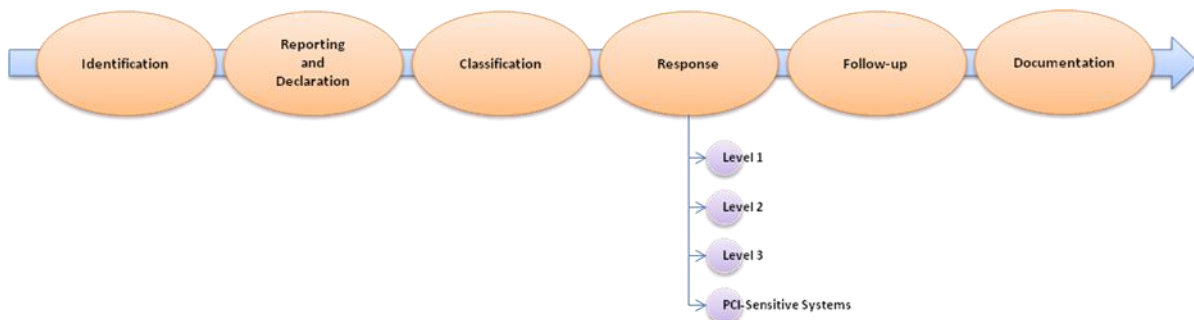 Identification
Reporting
and
Declaration
Classification
Response
Follow-up
Documentation
Level 1
Level 2
Level 3
PCI-Sensitive Systems